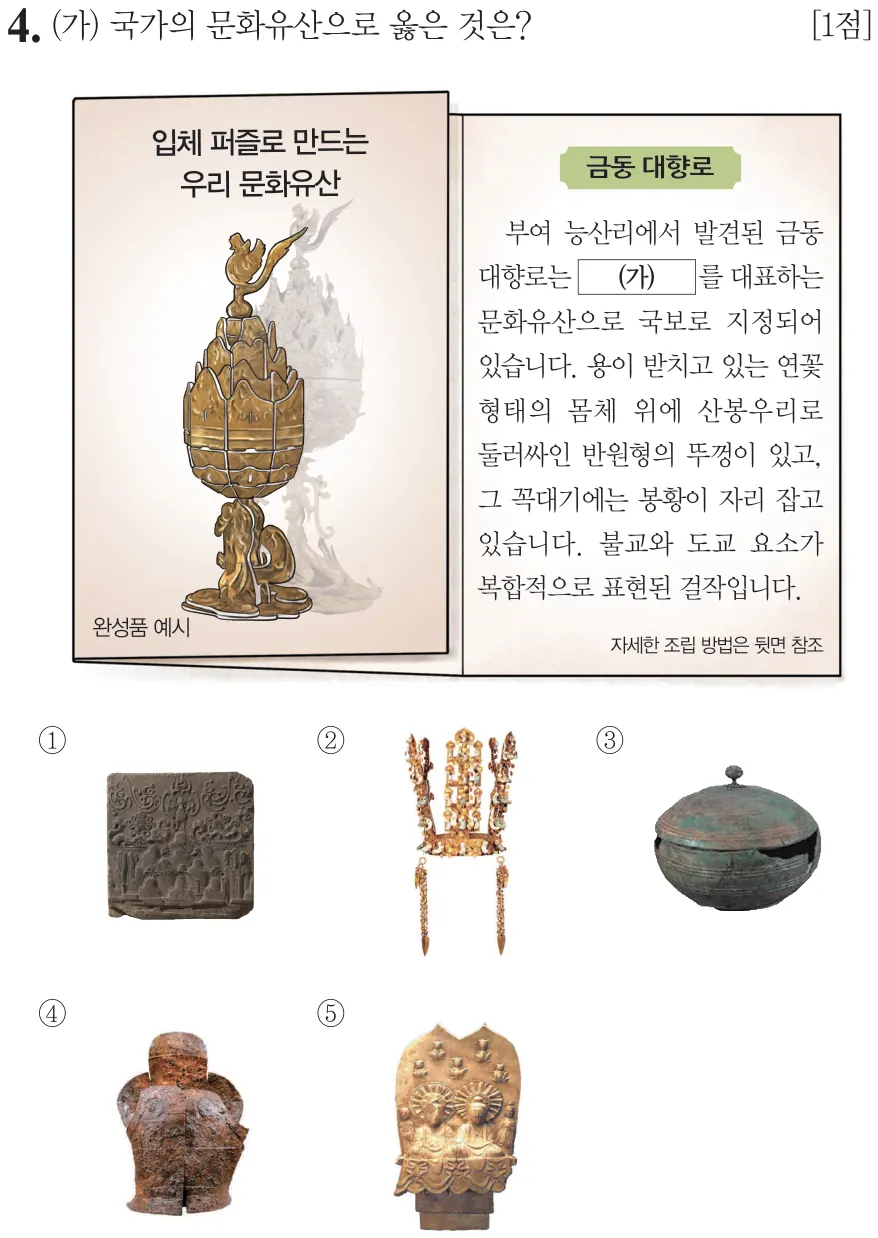 4. (가) 국가의 문화유산으로 옳은 것은? [1점]
입체 퍼즐로 만드는
우리 문화유산
완성품 예시
금동 대향로
부여 능산리에서 발견된 금동
대향로는 (가) 를 대표하는
문화유산으로 국보로 지정되어
있습니다. 용이 받치고 있는 연꽃
형태의 몸체 위에 산봉우리로
둘러싸인 반원형의 뚜껑이 있고,
그 꼭대기에는 봉황이 자리 잡고
있습니다. 불교와 도교 요소가
복합적으로 표현된 걸작입니다.
자세한 조립 방법은 뒷면 참조
①
②
③
④
⑤